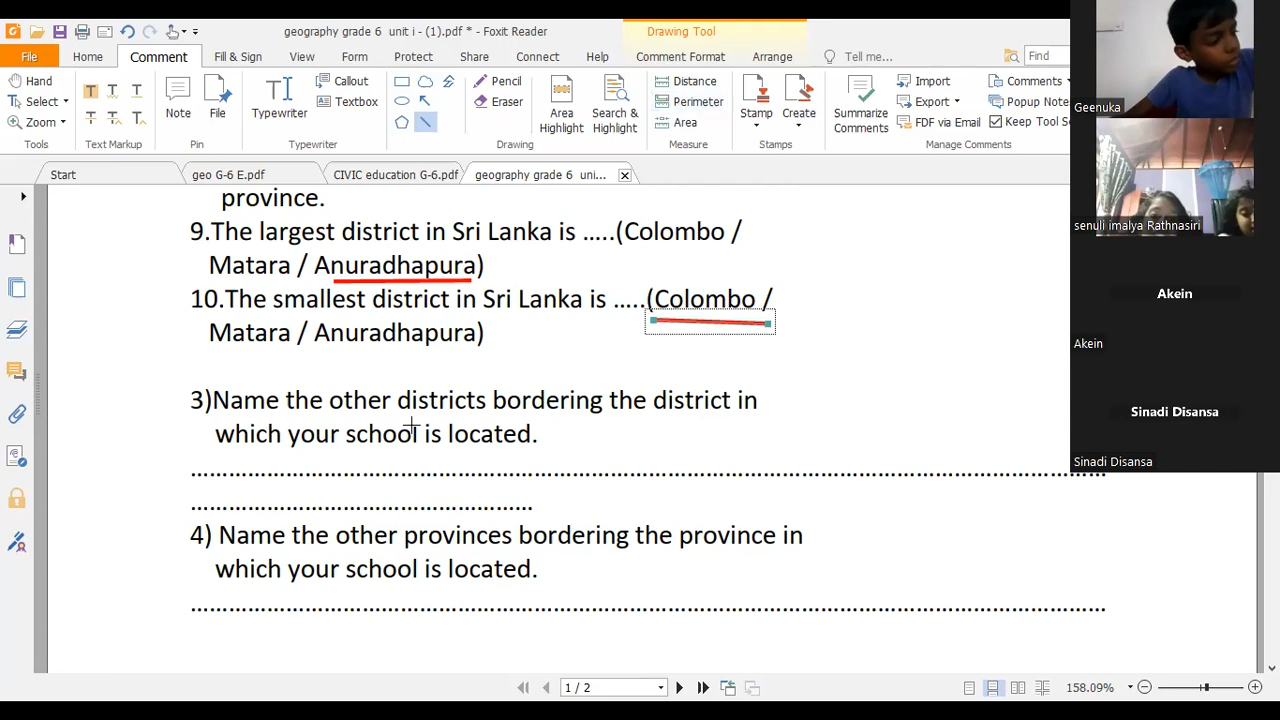 geography grade 6 unit i - (1).pdf * - Foxit Reader
Drawing Tool
File
Home
Comment
Fill & Sign
View
Form
Protect
Share
Connect
Help
Comment Format
Arrange
Tell me...
Find
Hand
Select
Zoom
Tools
Text Markup
Note
File
Pin
Typewriter
Callout
Textbox
Typewriter
Pencil
Eraser
Area Highlight
Search & Highlight
Drawing
Distance
Perimeter
Area
Measure
Stamp
Create
Stamps
Summarize Comments
Import
Export
FDF via Email
Comments
Popup Note
Keep Tool S
Manage Comments
Start
geo G-6 E.pdf
CIVIC education G-6.pdf
geography grade 6 uni...
province.
9.The largest district in Sri Lanka is …..(Colombo /
Matara / Anuradhapura)
10.The smallest district in Sri Lanka is …..(Colombo /
Matara / Anuradhapura)
3)Name the other districts bordering the district in
which your school is located.
………………………………………………………………………………………………………
……………………………………
4) Name the other provinces bordering the province in
which your school is located.
………………………………………………………………………………………………………
Geenuka
senuli imalya Rathnasiri
Akein
Akein
Sinadi Disansa
Sinadi Disansa
1 / 2
158.09%